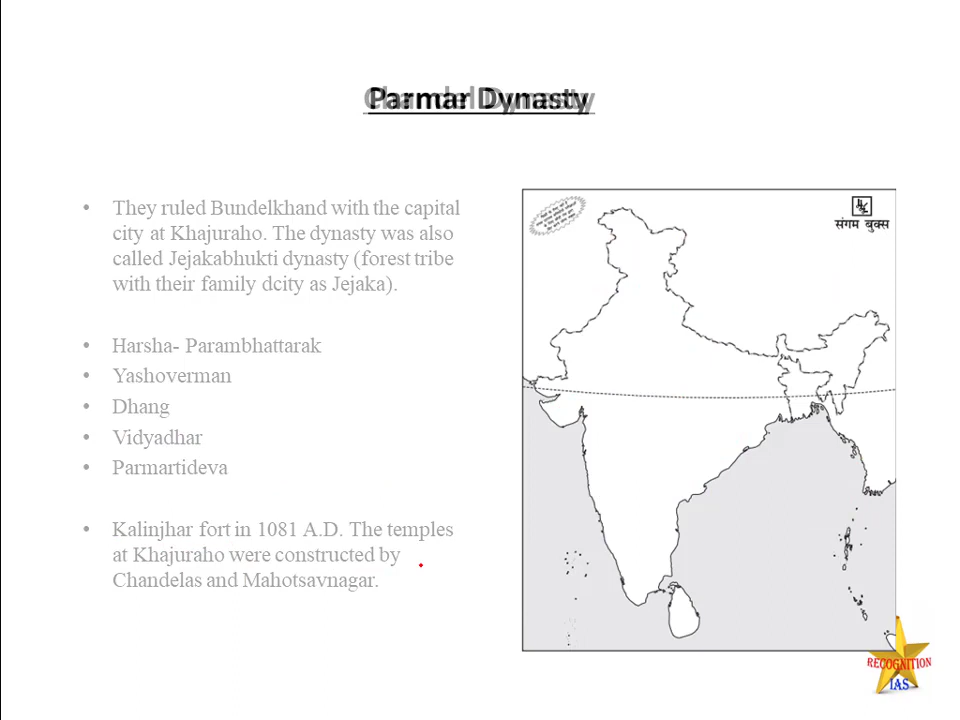 Parmar Dynasty
Chandel Dynasty
• They ruled Bundelkhand with the capital
city at Khajuraho. The dynasty was also
called Jejakabhukti dynasty (forest tribe
with their family dcity as Jejaka).
• Harsha- Parambhattarak
• Yashoverman
• Dhang
• Vidyadhar
• Parmartideva
• Kalinjhar fort in 1081 A.D. The temples
at Khajuraho were constructed by
Chandelas and Mahotsavnagar.
संगम बुक्स
RECOGNITION
IAS